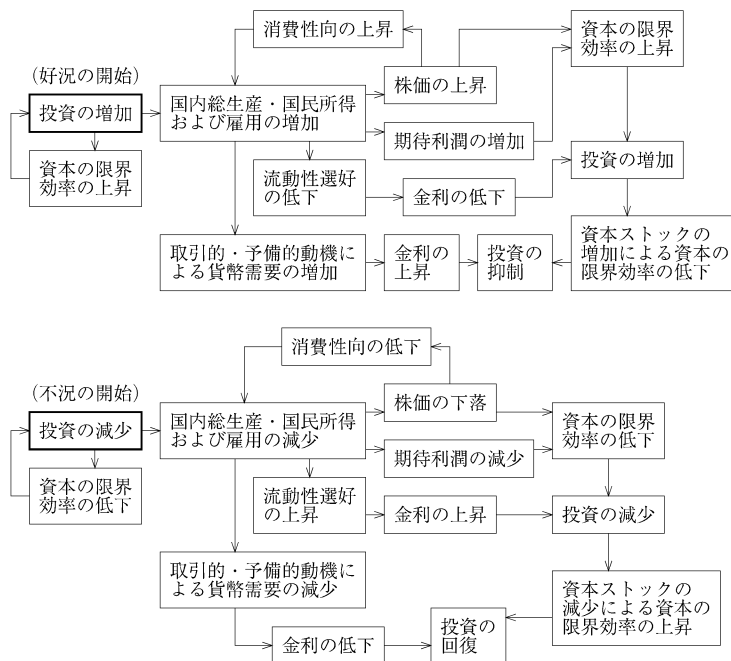 消費性向の上昇
資本の限界
効率の上昇
(好況の開始)
株価の上昇
投資の増加
国内総生産・国民所得
および雇用の増加
期待利潤の増加
資本の限界
効率の上昇
流動性選好
の低下
金利の低下
投資の増加
取引的・予備的動機に
よる貨幣需要の増加
金利の
上昇
投資の
抑制
資本ストックの
増加による資本の
限界効率の低下
消費性向の低下
(不況の開始)
株価の下落
投資の減少
国内総生産・国民所得
および雇用の減少
資本の限界
効率の低下
期待利潤の減少
資本の限界
効率の低下
流動性選好
の上昇
金利の上昇
投資の減少
取引的・予備的動機に
よる貨幣需要の減少
資本ストックの
減少による資本の
限界効率の上昇
金利の低下
投資の
回復